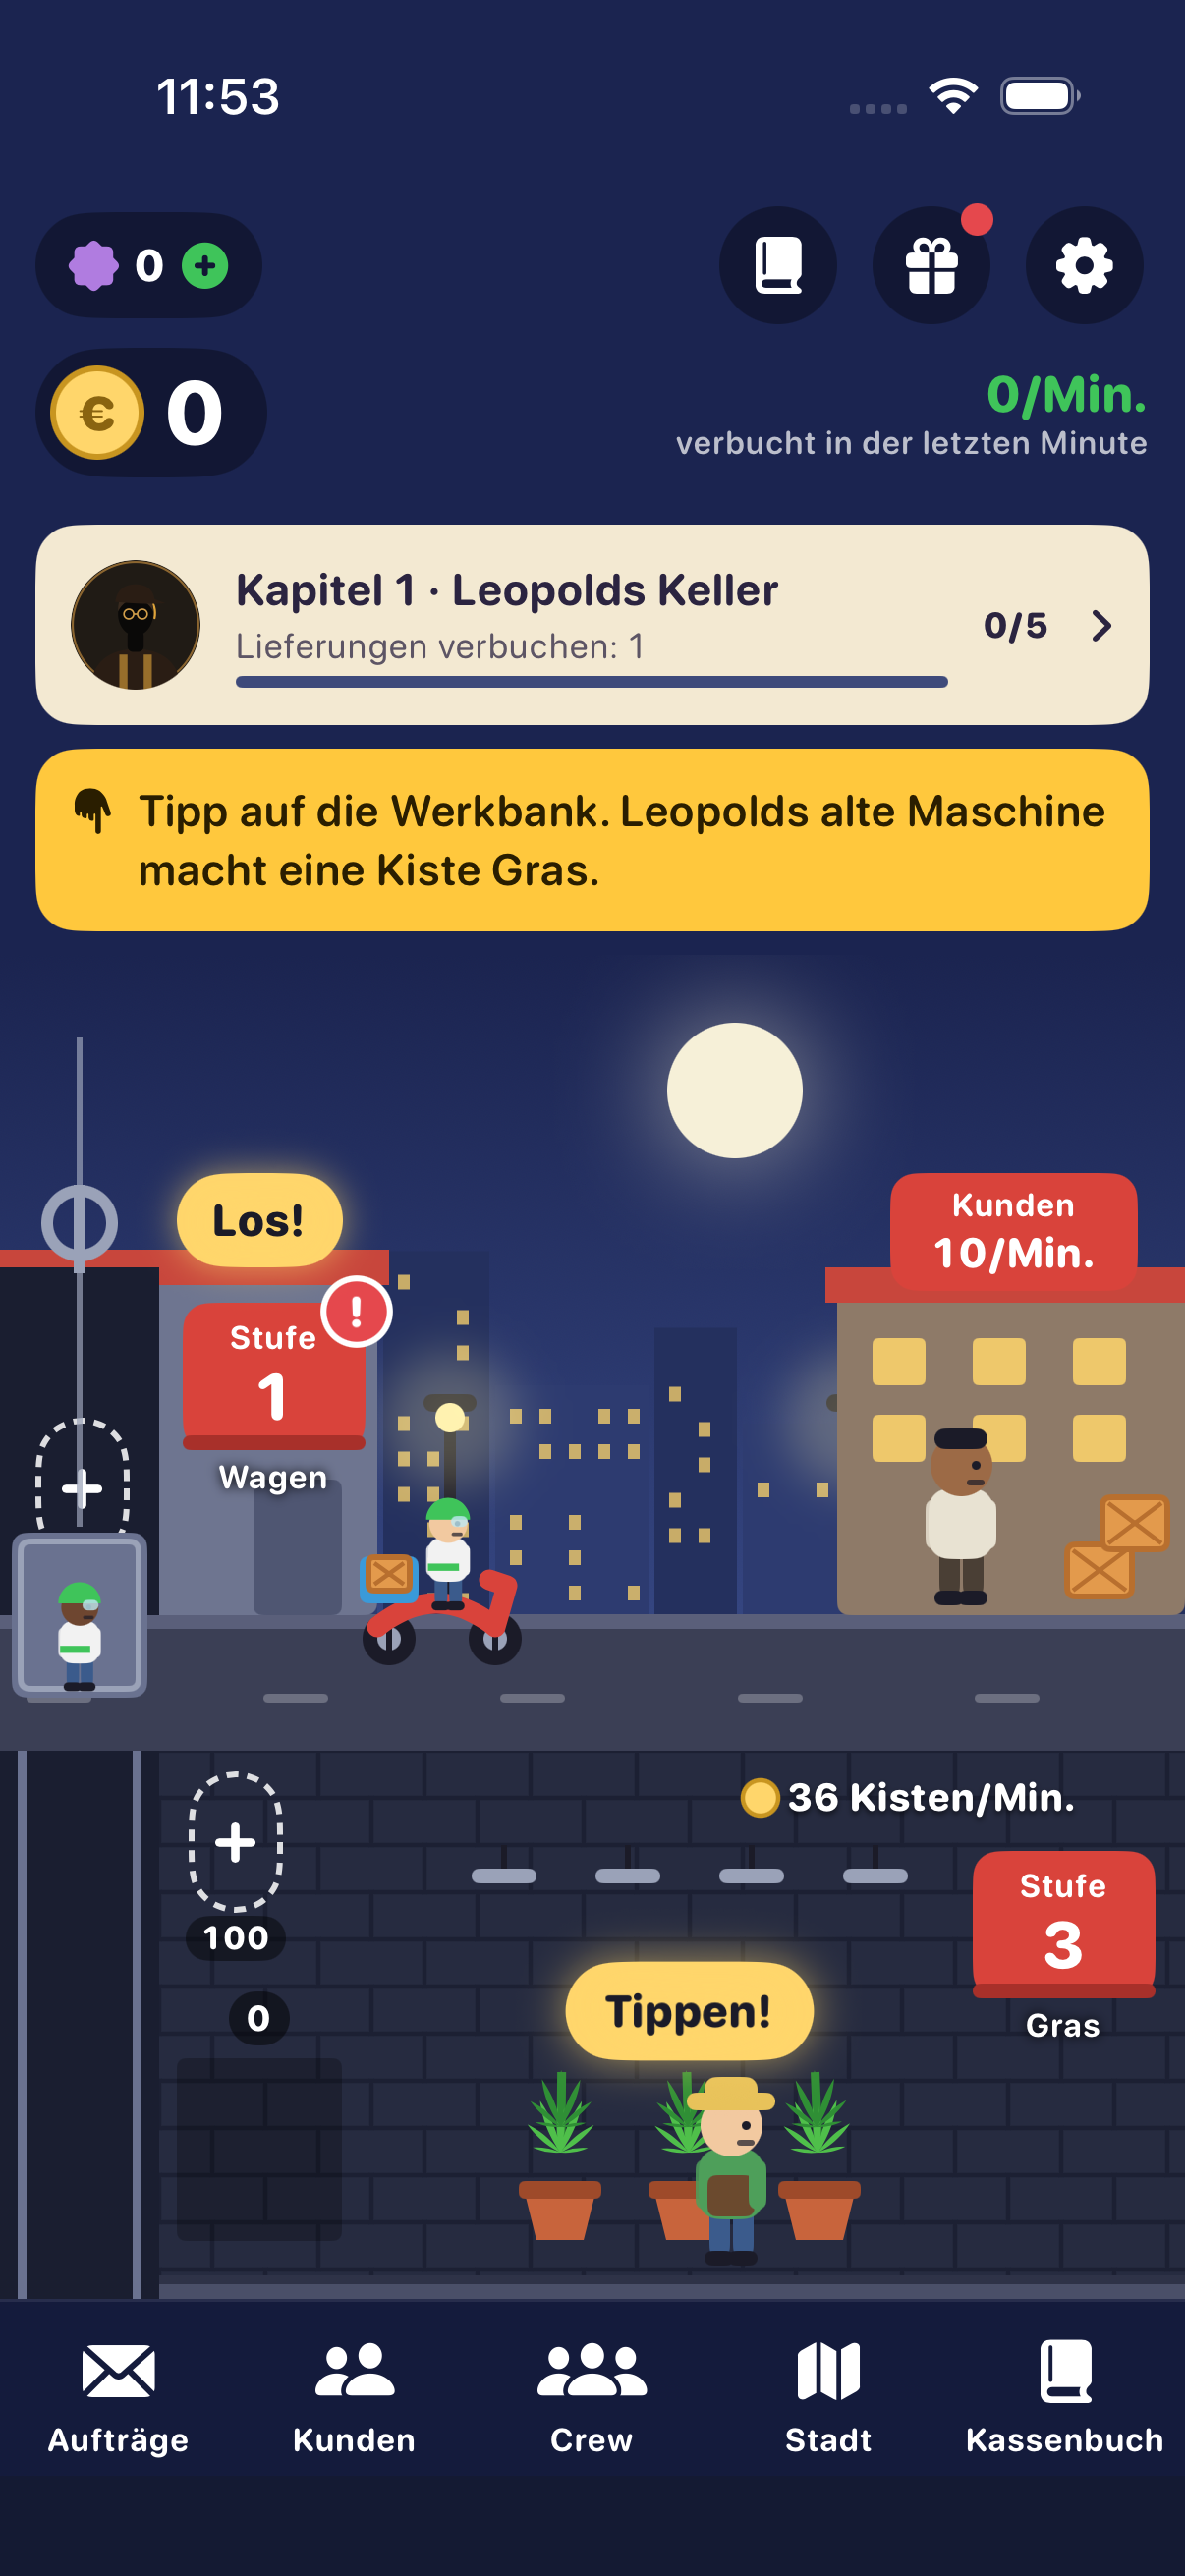 11:53
0
€ 0
0/Min.
verbucht in der letzten Minute
Kapitel 1 · Leopolds Keller
Lieferungen verbuchen: 1
0/5
Tipp auf die Werkbank. Leopolds alte Maschine
macht eine Kiste Gras.
Los!
Kunden
10/Min.
!
Stufe
1
Wagen
36 Kisten/Min.
100
Stufe
3
Gras
0
Tippen!
Aufträge
Kunden
Crew
Stadt
Kassenbuch